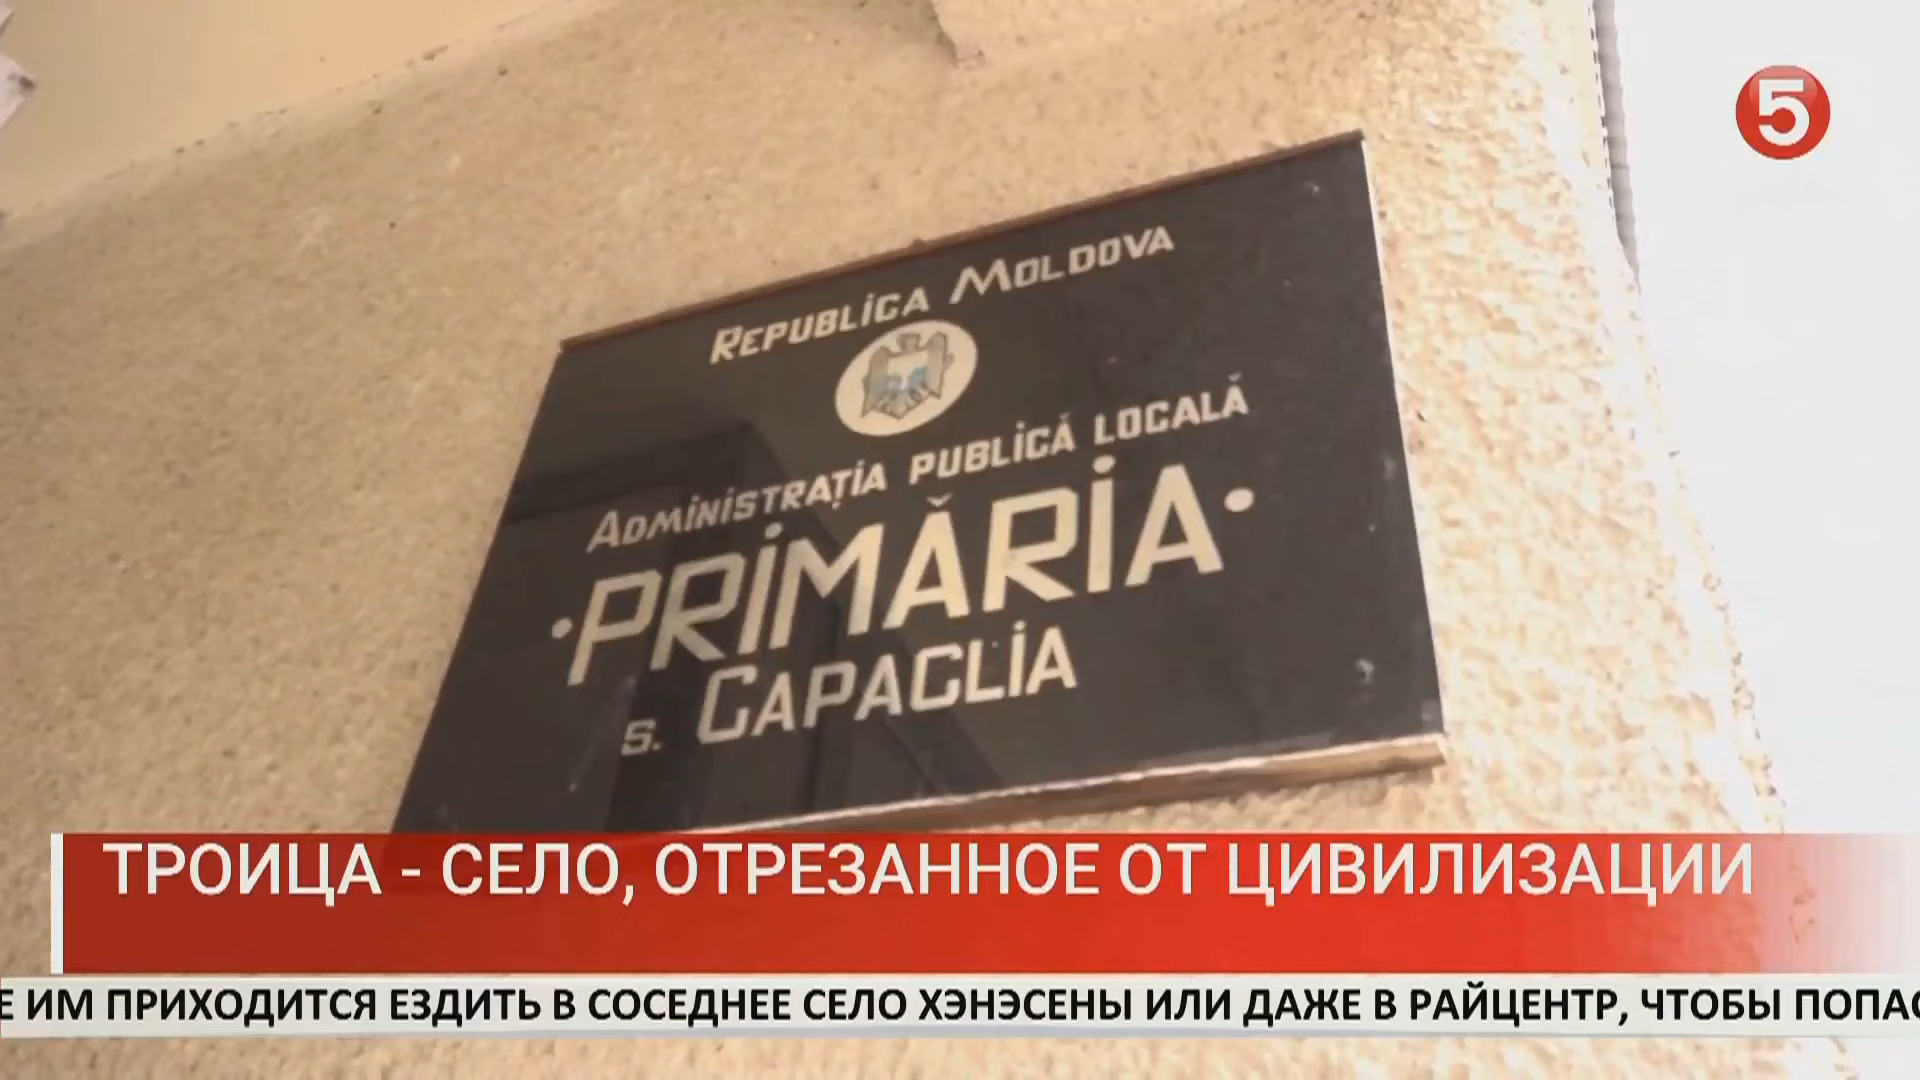 5
REPUBLICA MOLDOVA
ADMINISTRAȚIA PUBLICĂ LOCALĂ
•PRIMĂRIA•
s. CAPACLIA
ТРОИЦА - СЕЛО, ОТРЕЗАННОЕ ОТ ЦИВИЛИЗАЦИИ
Е ИМ ПРИХОДИТСЯ ЕЗДИТЬ В СОСЕДНЕЕ СЕЛО ХЭНЭСЕНЫ ИЛИ ДАЖЕ В РАЙЦЕНТР, ЧТОБЫ ПОПАС